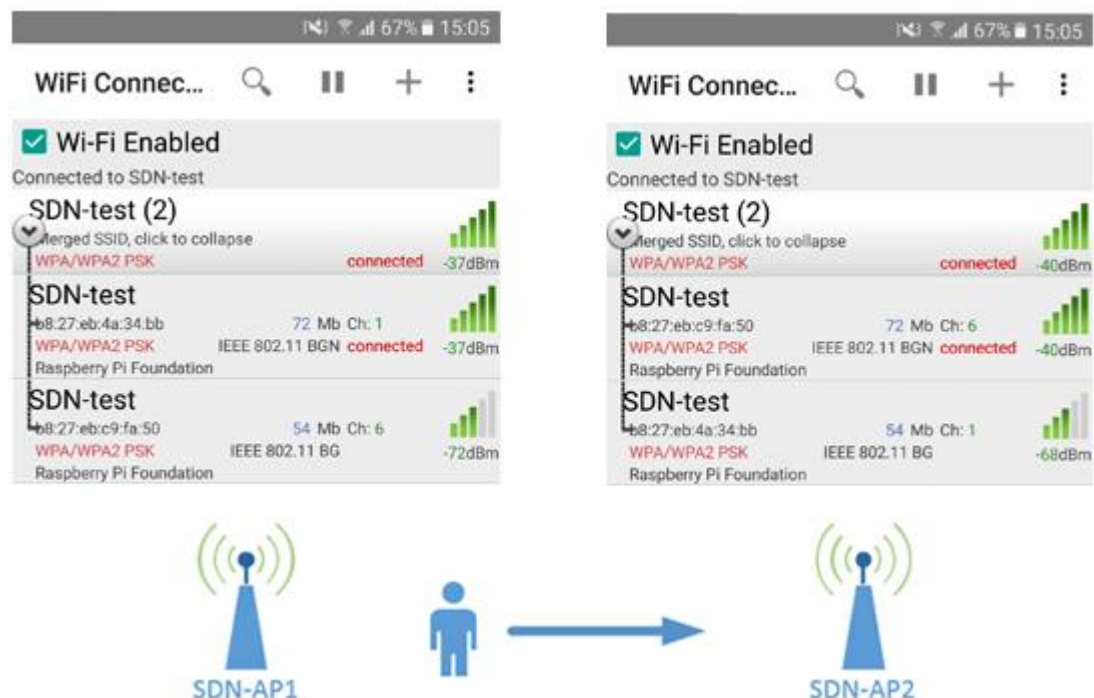 67% 15:05
WiFi Connec...
Wi-Fi Enabled
Connected to SDN-test
SDN-test (2)
Merged SSID, click to collapse
WPA/WPA2 PSK connected -37dBm
SDN-test
b8:27:eb:4a:34:bb 72 Mb Ch: 1
WPA/WPA2 PSK IEEE 802.11 BGN connected -37dBm
Raspberry Pi Foundation
SDN-test
b8:27:eb:c9:fa:50 54 Mb Ch: 6
WPA/WPA2 PSK IEEE 802.11 BG -72dBm
Raspberry Pi Foundation
67% 15:05
WiFi Connec...
Wi-Fi Enabled
Connected to SDN-test
SDN-test (2)
Merged SSID, click to collapse
WPA/WPA2 PSK connected -40dBm
SDN-test
b8:27:eb:c9:fa:50 72 Mb Ch: 6
WPA/WPA2 PSK IEEE 802.11 BGN connected -40dBm
Raspberry Pi Foundation
SDN-test
b8:27:eb:4a:34:bb 54 Mb Ch: 1
WPA/WPA2 PSK IEEE 802.11 BG -68dBm
Raspberry Pi Foundation
SDN-AP1
SDN-AP2